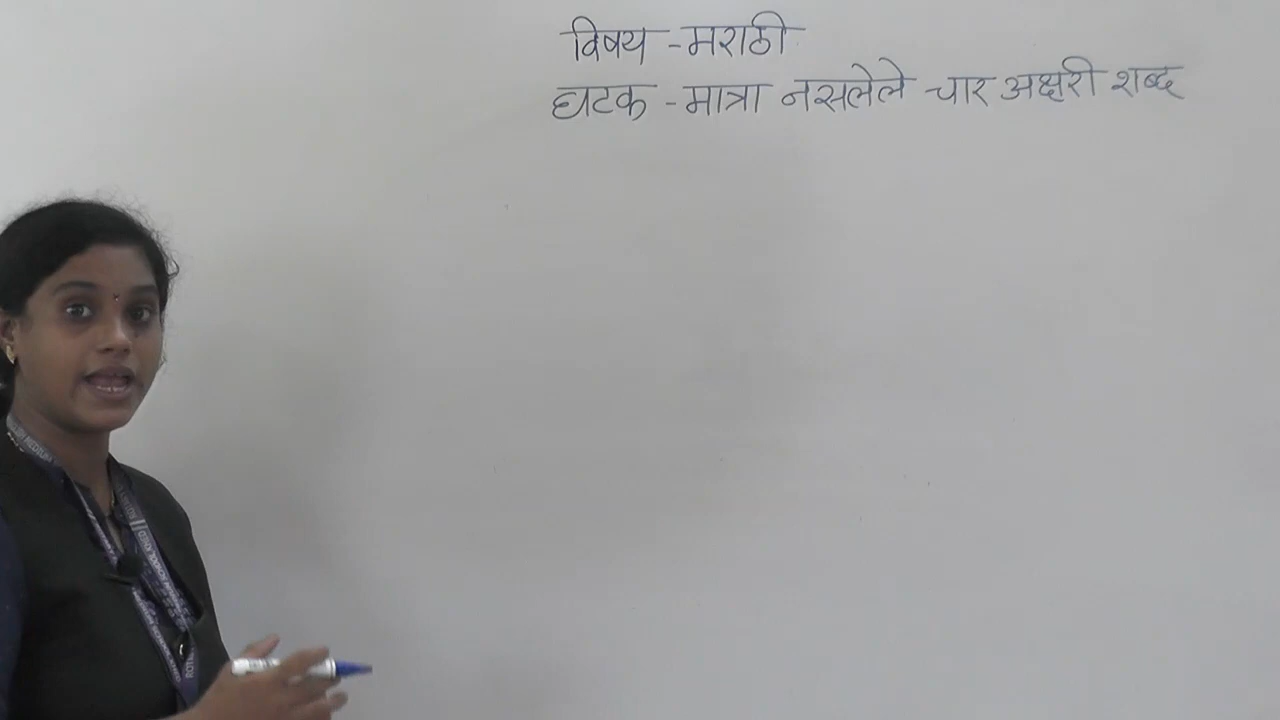 विषय - मराठी
घटक - मात्रा नसलेले चार अक्षरी शब्द